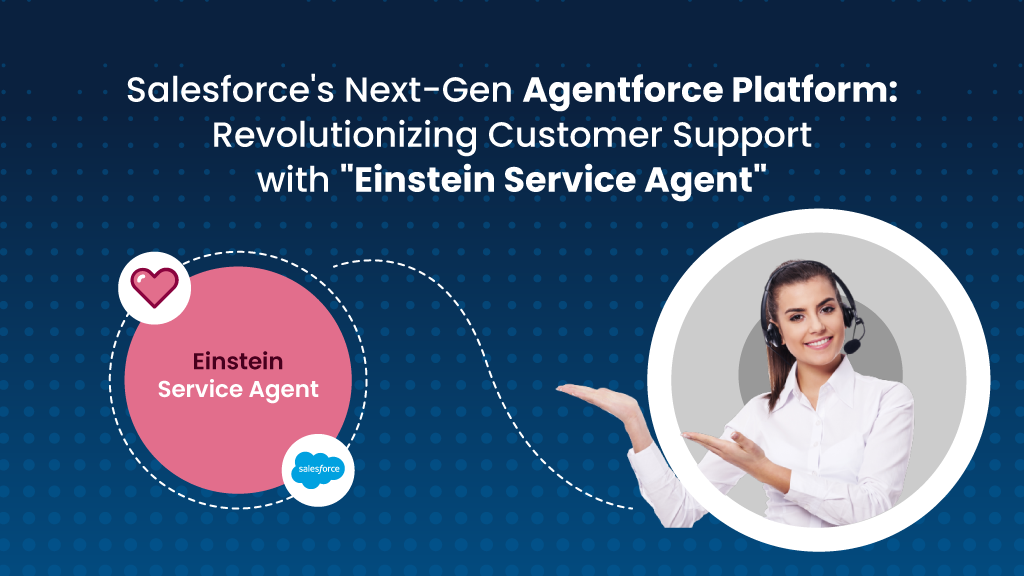 Salesforce's Next-Gen Agentforce Platform:
Revolutionizing Customer Support
with "Einstein Service Agent"
Einstein
Service Agent
salesforce